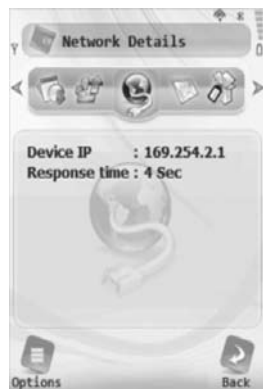 Network Details
Device IP : 169.254.2.1
Response time : 4 Sec
Options Back